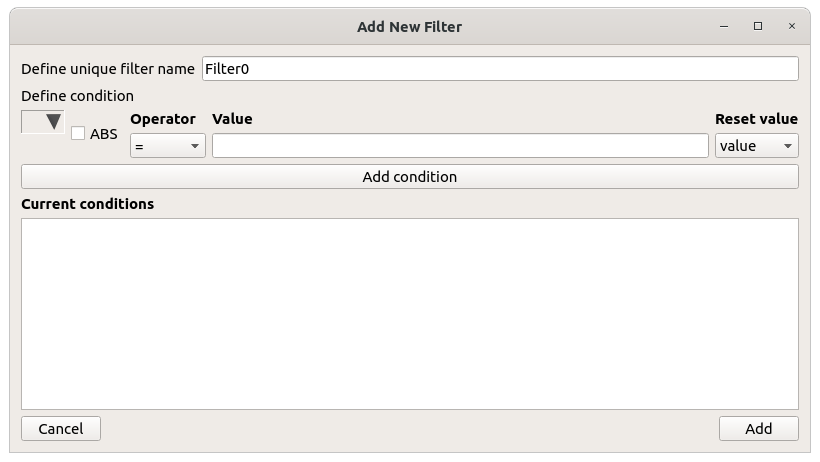 Add New Filter
Define unique filter name Filter0
Define condition
ABS Operator Value Reset value
= value
Add condition
Current conditions
Cancel Add